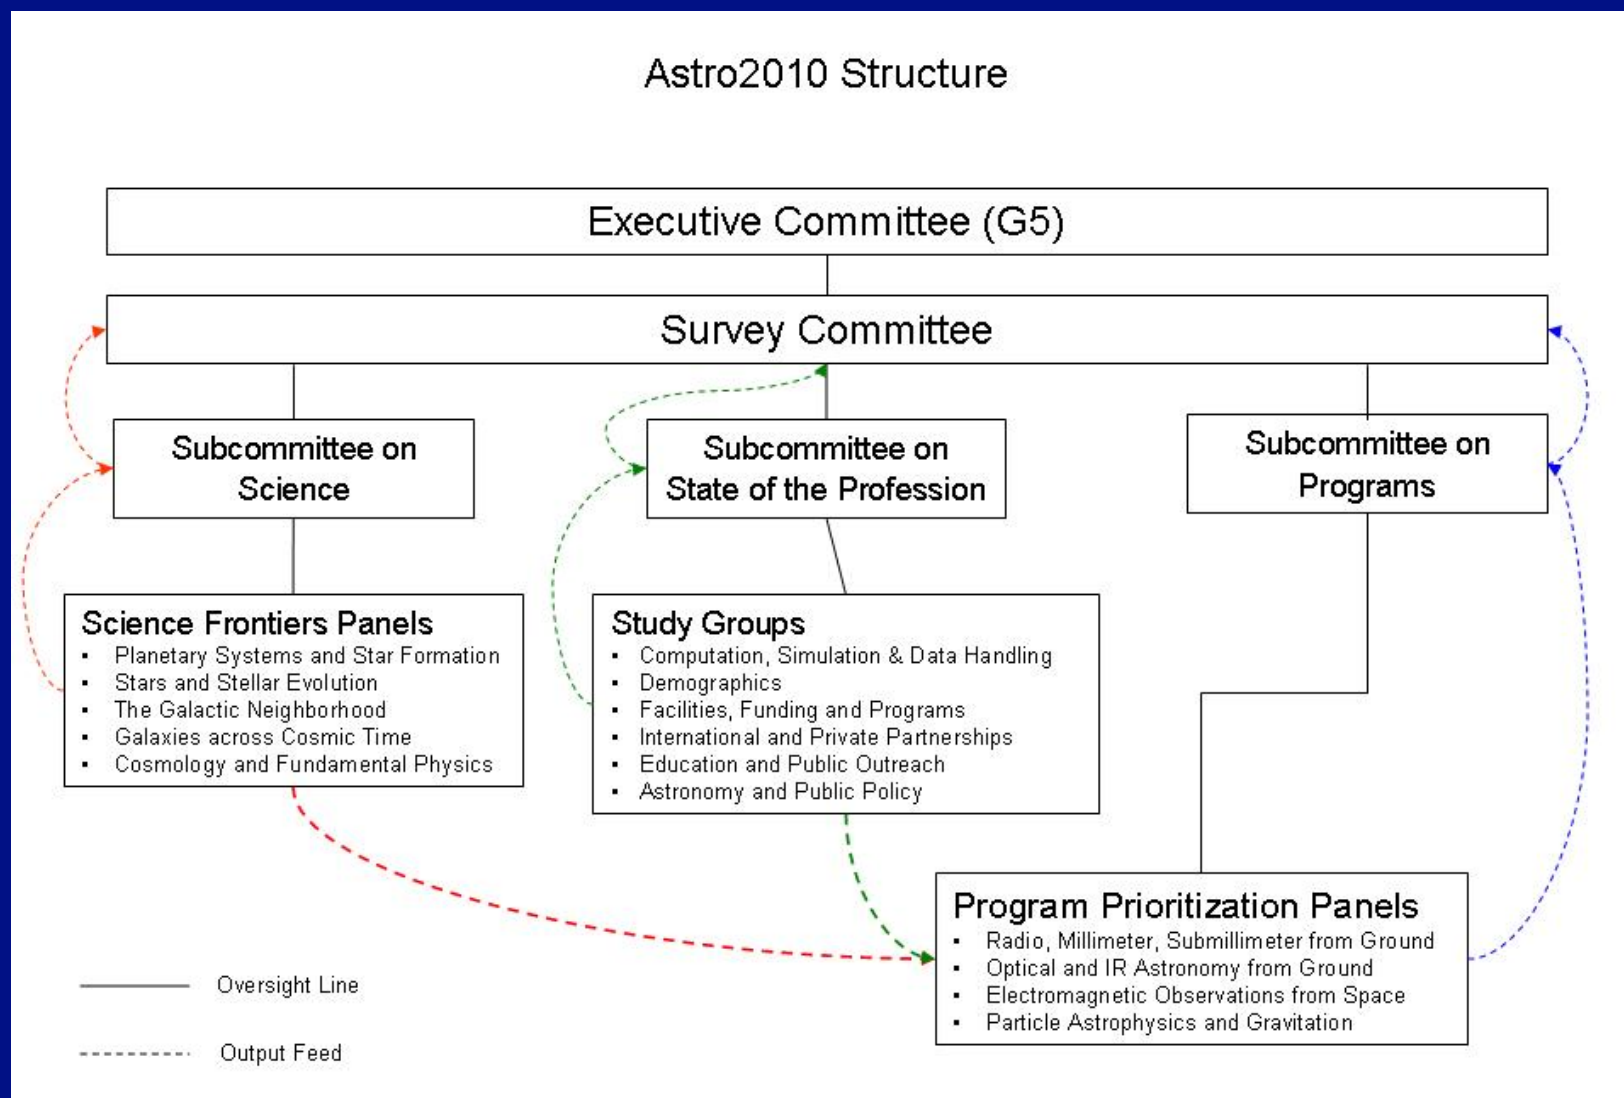 Astro2010 Structure
Executive Committee (G5)
Survey Committee
Subcommittee on
Science
Subcommittee on
State of the Profession
Subcommittee on
Programs
Science Frontiers Panels
▪ Planetary Systems and Star Formation
▪ Stars and Stellar Evolution
▪ The Galactic Neighborhood
▪ Galaxies across Cosmic Time
▪ Cosmology and Fundamental Physics
Study Groups
▪ Computation, Simulation & Data Handling
▪ Demographics
▪ Facilities, Funding and Programs
▪ International and Private Partnerships
▪ Education and Public Outreach
▪ Astronomy and Public Policy
Program Prioritization Panels
▪ Radio, Millimeter, Submillimeter from Ground
▪ Optical and IR Astronomy from Ground
▪ Electromagnetic Observations from Space
▪ Particle Astrophysics and Gravitation
Oversight Line
Output Feed